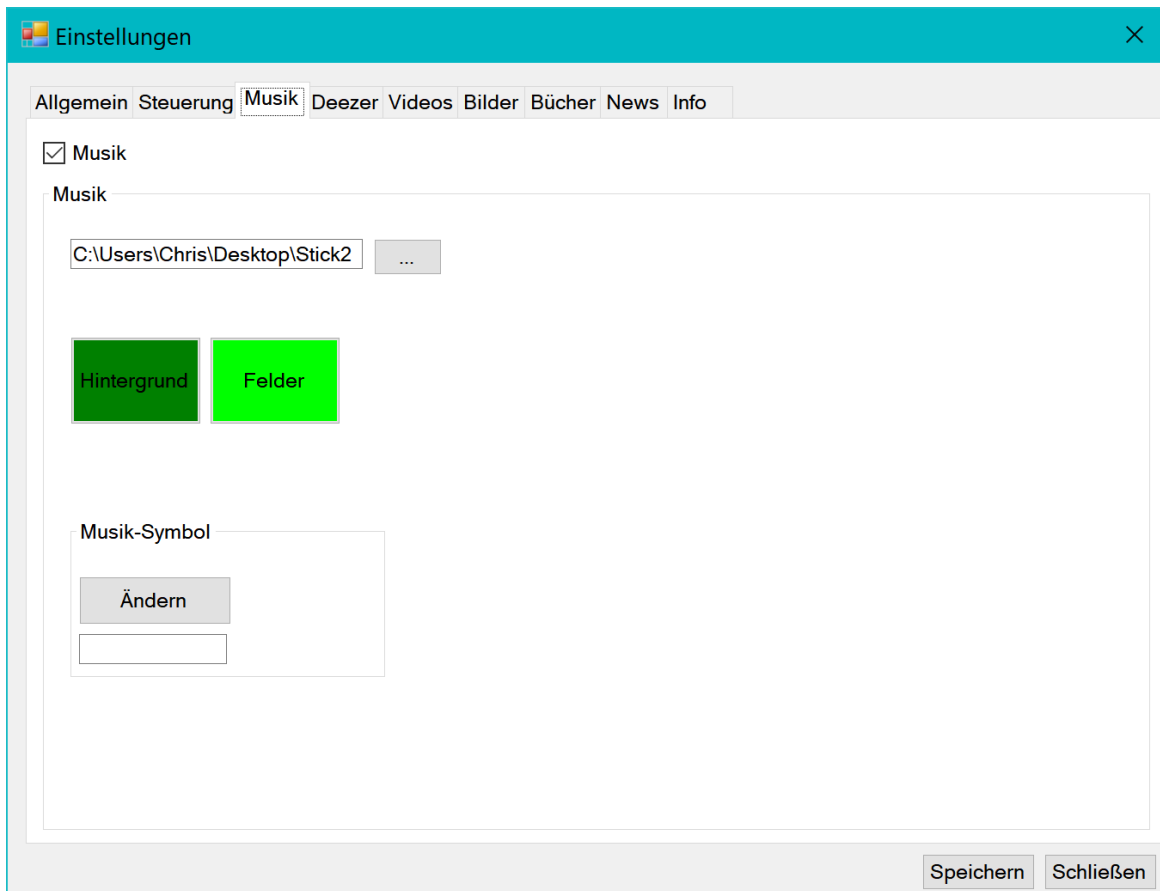 Einstellungen
Allgemein Steuerung Musik Deezer Videos Bilder Bücher News Info
Musik
Musik
C:\Users\Chris\Desktop\Stick2 ...
Hintergrund Felder
Musik-Symbol
Ändern
Speichern Schließen